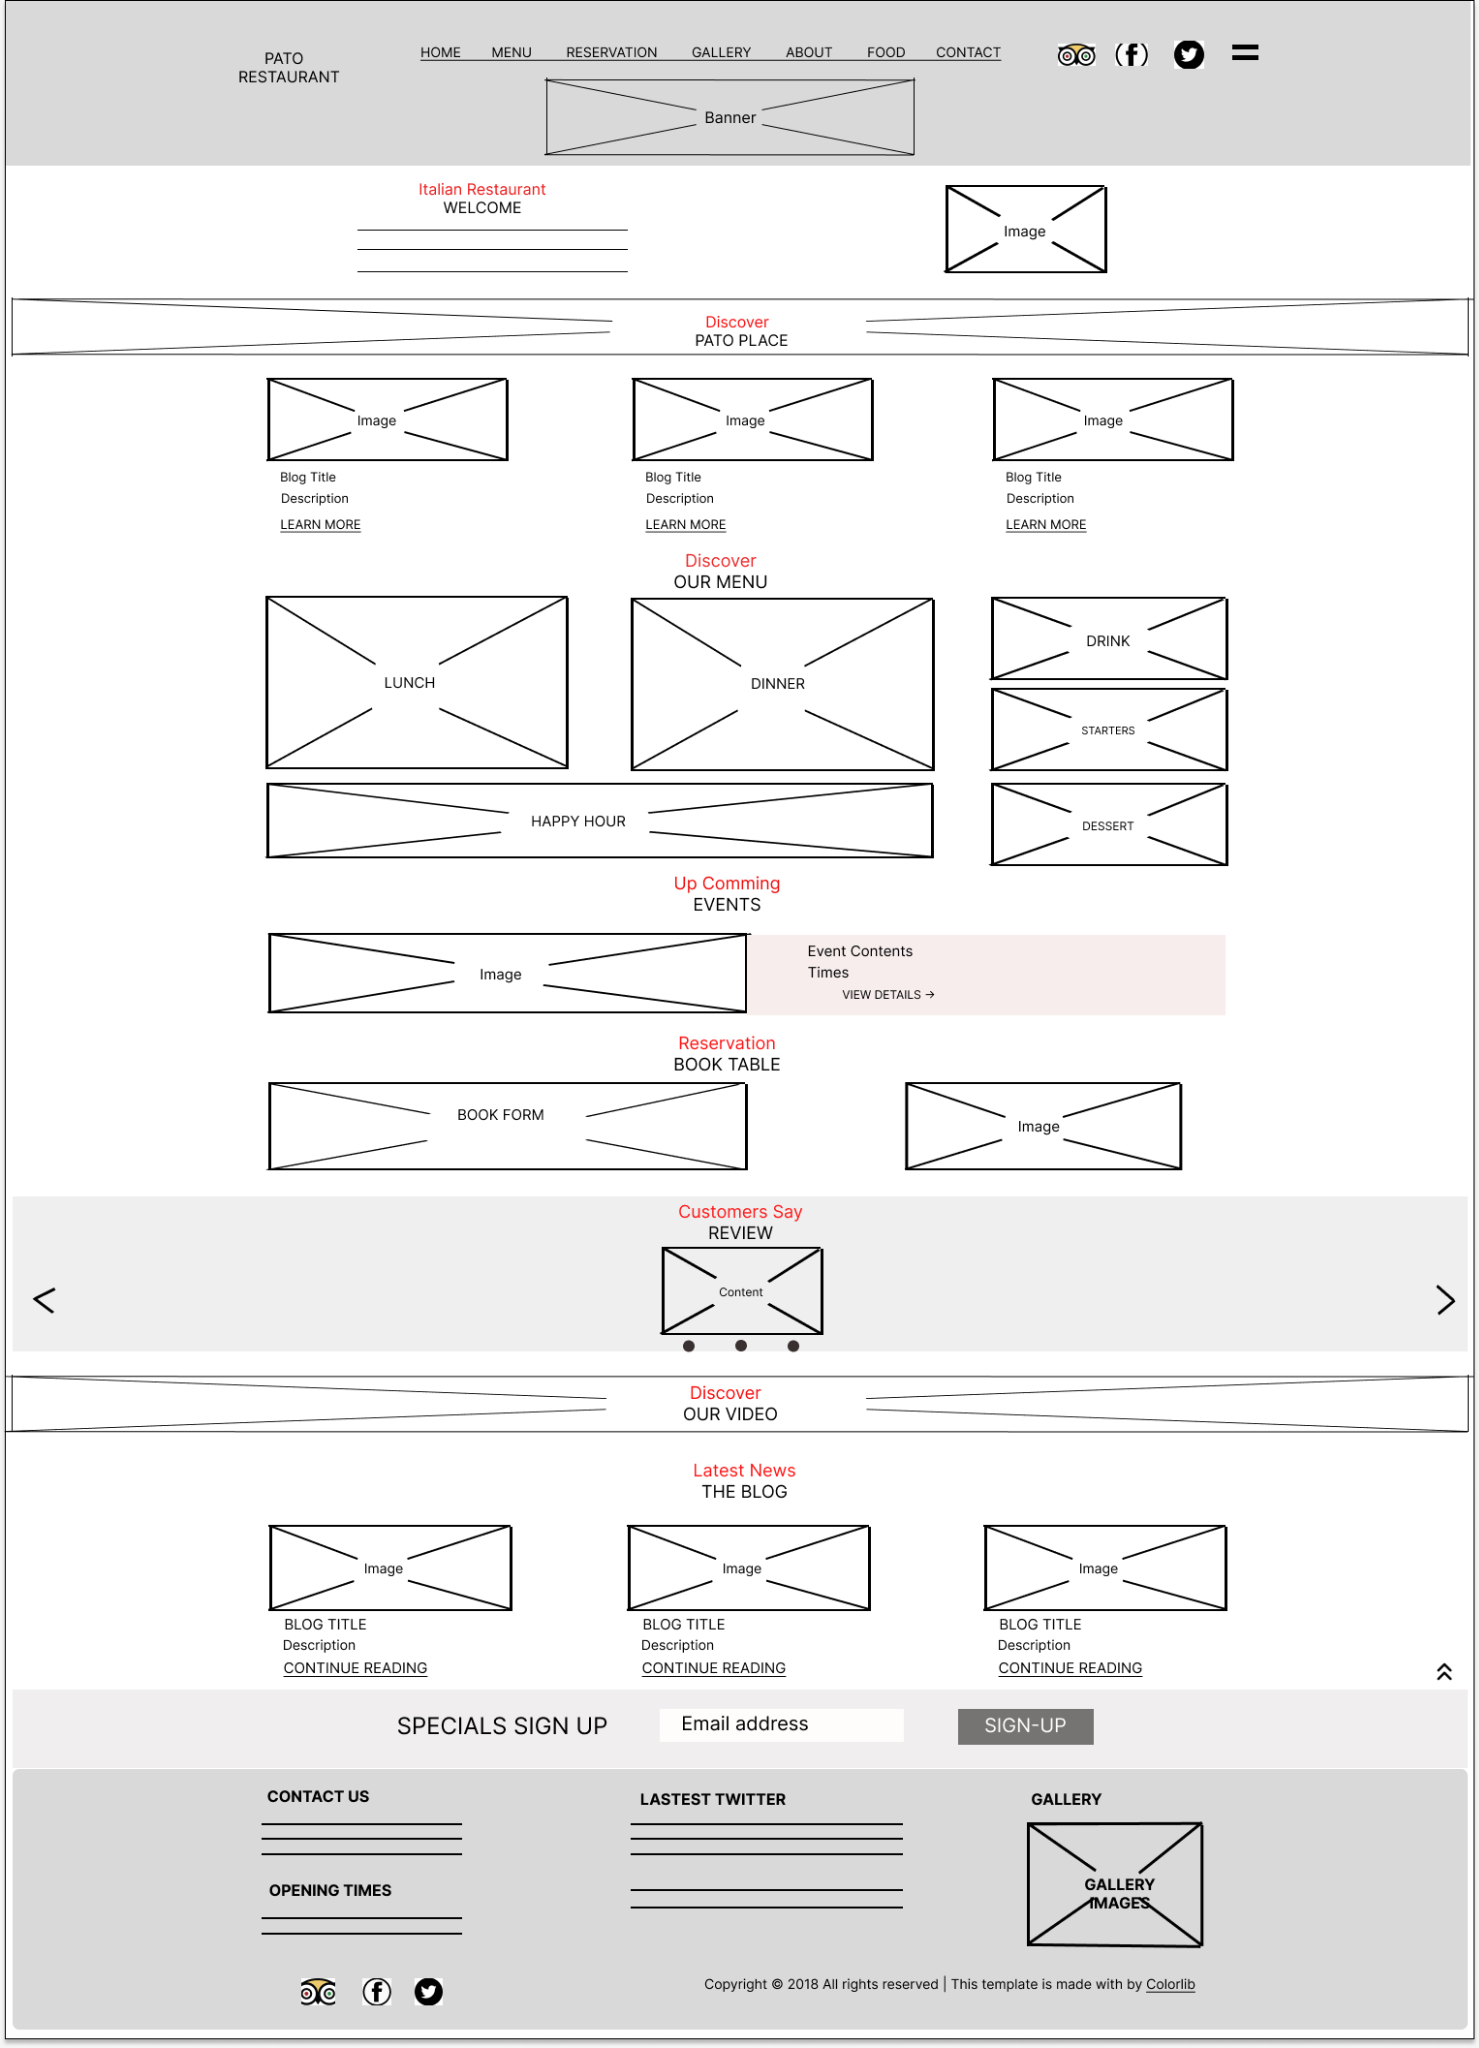 PATO
RESTAURANT
HOME MENU RESERVATION GALLERY ABOUT FOOD CONTACT
Banner
Italian Restaurant
WELCOME
Image
Discover
PATO PLACE
Image Image Image
Blog Title Blog Title Blog Title
Description Description Description
LEARN MORE LEARN MORE LEARN MORE
Discover
OUR MENU
LUNCH
DINNER
DRINK
STARTERS
HAPPY HOUR
DESSERT
Up Comming
EVENTS
Image
Event Contents
Times
VIEW DETAILS →
Reservation
BOOK TABLE
BOOK FORM
Image
Customers Say
REVIEW
Content
Discover
OUR VIDEO
Latest News
THE BLOG
Image Image Image
BLOG TITLE BLOG TITLE BLOG TITLE
Description Description Description
CONTINUE READING CONTINUE READING CONTINUE READING
SPECIALS SIGN UP
Email address
SIGN-UP
CONTACT US
OPENING TIMES
LASTEST TWITTER
GALLERY
GALLERY
IMAGES
Copyright © 2018 All rights reserved | This template is made with by Colorlib